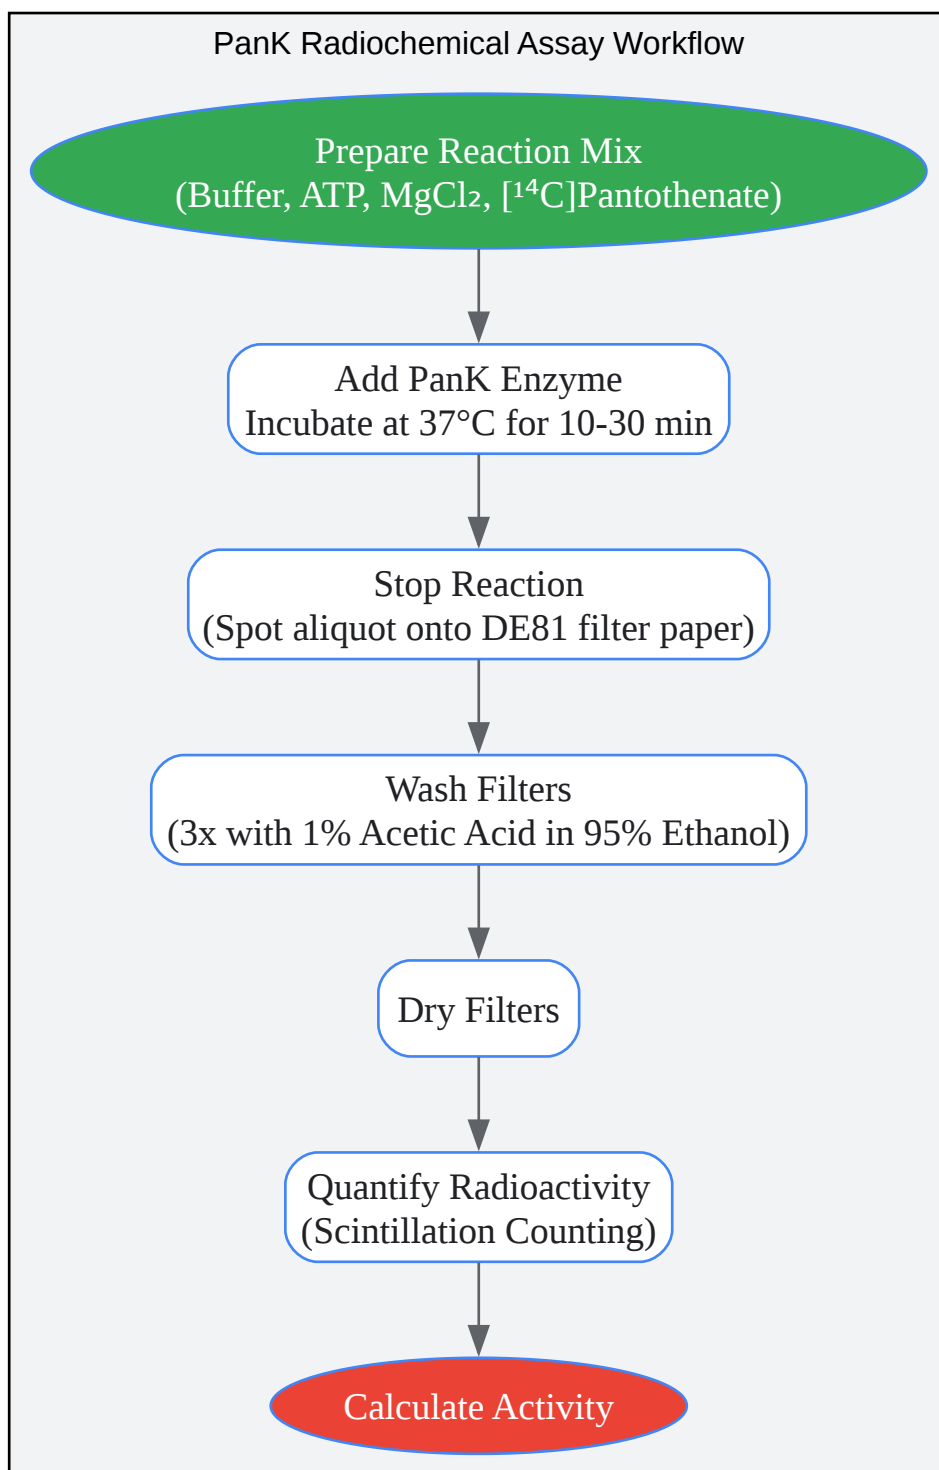 PanK Radiochemical Assay Workflow
Prepare Reaction Mix
(Buffer, ATP, MgCl₂, [¹⁴C]Pantothenate)
Add PanK Enzyme
Incubate at 37°C for 10-30 min
Stop Reaction
(Spot aliquot onto DE81 filter paper)
Wash Filters
(3x with 1% Acetic Acid in 95% Ethanol)
Dry Filters
Quantify Radioactivity
(Scintillation Counting)
Calculate Activity